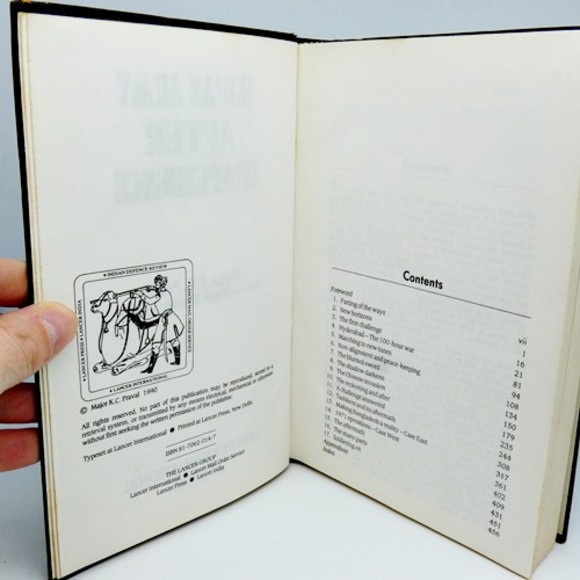 • INDIAN DEFENCE REVIEW •
• LANCER PRESS • LANCER INDIA
• LANCER MAIL ORDER SERVICE
• LANCER INTERNATIONAL •
© Major K.C. Praval 1990
All rights reserved. No part of this publication may be reproduced, stored in a
retrieval system, or transmitted by any means electrical, mechanical or otherwise
without first seeking the written permission of the publisher.
Typeset at Lancer International ● Printed at Lancer Press, New Delhi.
ISBN 81-7062-014-7
THE LANCER GROUP
Lancer International ● Lancer Mail Order Service
Lancer Press ● Lancer India
Contents
Foreword vii
1. Parting of the ways 1
2. New horizons 16
3. The first challenge 21
4. Hyderabad – The 100-hour war 81
5. Marching to new tunes 94
6. Non-alignment and peace-keeping 108
7. The blunted sword 134
8. The shadow darkens 150
9. The Chinese invasion 179
10. The reckoning and after 235
11. A challenge answered 244
12. Tashkent and its aftermath 308
13. Making Bangladesh a reality – Case East 317
14. 1971 operations – Case West 361
15. The aftermath 402
16. The military 409
17. Soldiering on 431
Appendices 451
Index 456